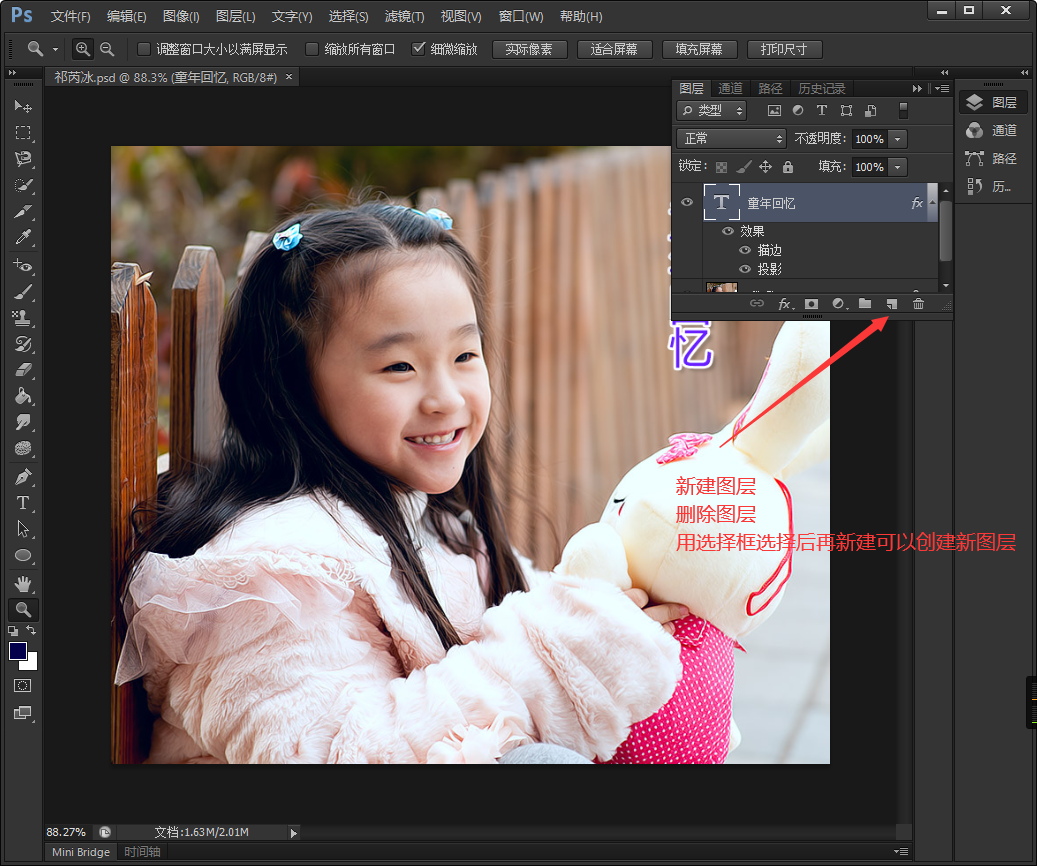 Ps 文件(F) 编辑(E) 图像(I) 图层(L) 文字(Y) 选择(S) 滤镜(T) 视图(V) 窗口(W) 帮助(H)
调整窗口大小以满屏显示 缩放所有窗口 细微缩放 实际像素 适合屏幕 填充屏幕 打印尺寸
祁芮冰.psd @ 88.3% (童年回忆, RGB/8#) ×
图层 通道 路径 历史记录
类型
正常 不透明度: 100%
锁定: 填充: 100%
T 童年回忆 fx
效果
描边
投影
fx
图层
通道
路径
历...
忆
新建图层
删除图层
用选择框选择后再新建可以创建新图层
88.27% 文档:1.63M/2.01M
Mini Bridge 时间轴